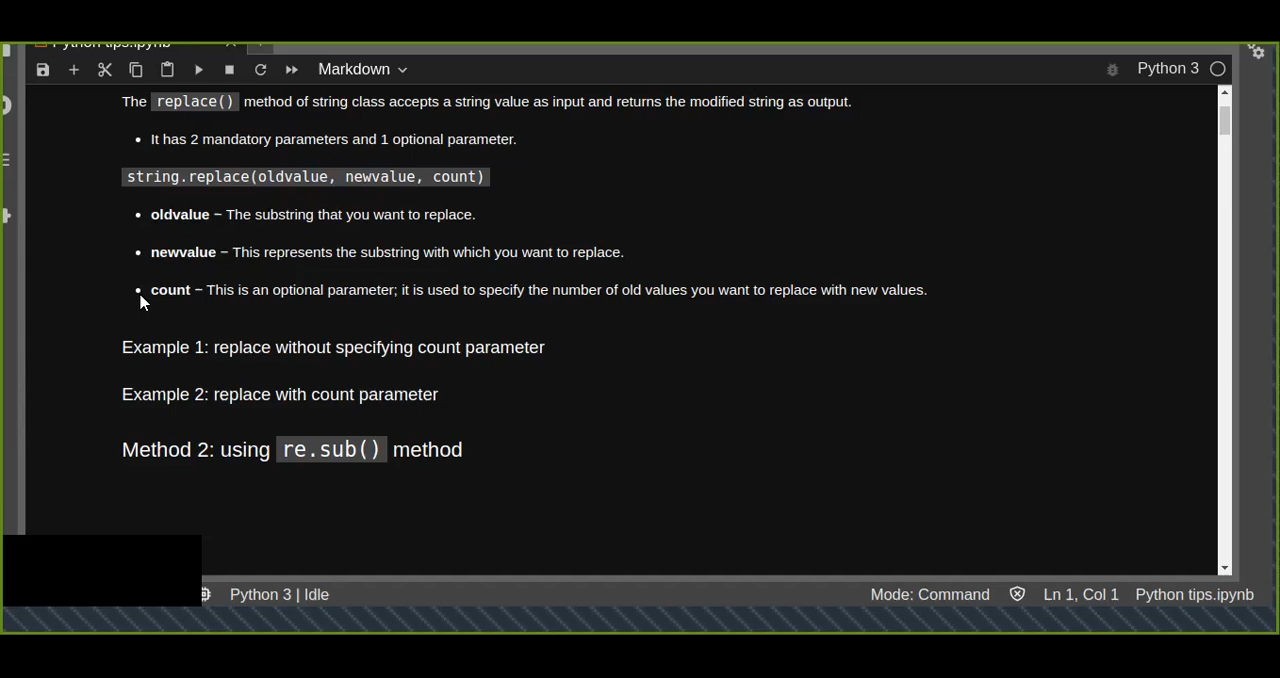 Python tips.ipynb
Markdown
Python 3
The replace() method of string class accepts a string value as input and returns the modified string as output.
• It has 2 mandatory parameters and 1 optional parameter.
string.replace(oldvalue, newvalue, count)
• oldvalue − The substring that you want to replace.
• newvalue − This represents the substring with which you want to replace.
• count − This is an optional parameter; it is used to specify the number of old values you want to replace with new values.
Example 1: replace without specifying count parameter
Example 2: replace with count parameter
Method 2: using re.sub() method
Python 3 | Idle
Mode: Command
Ln 1, Col 1
Python tips.ipynb